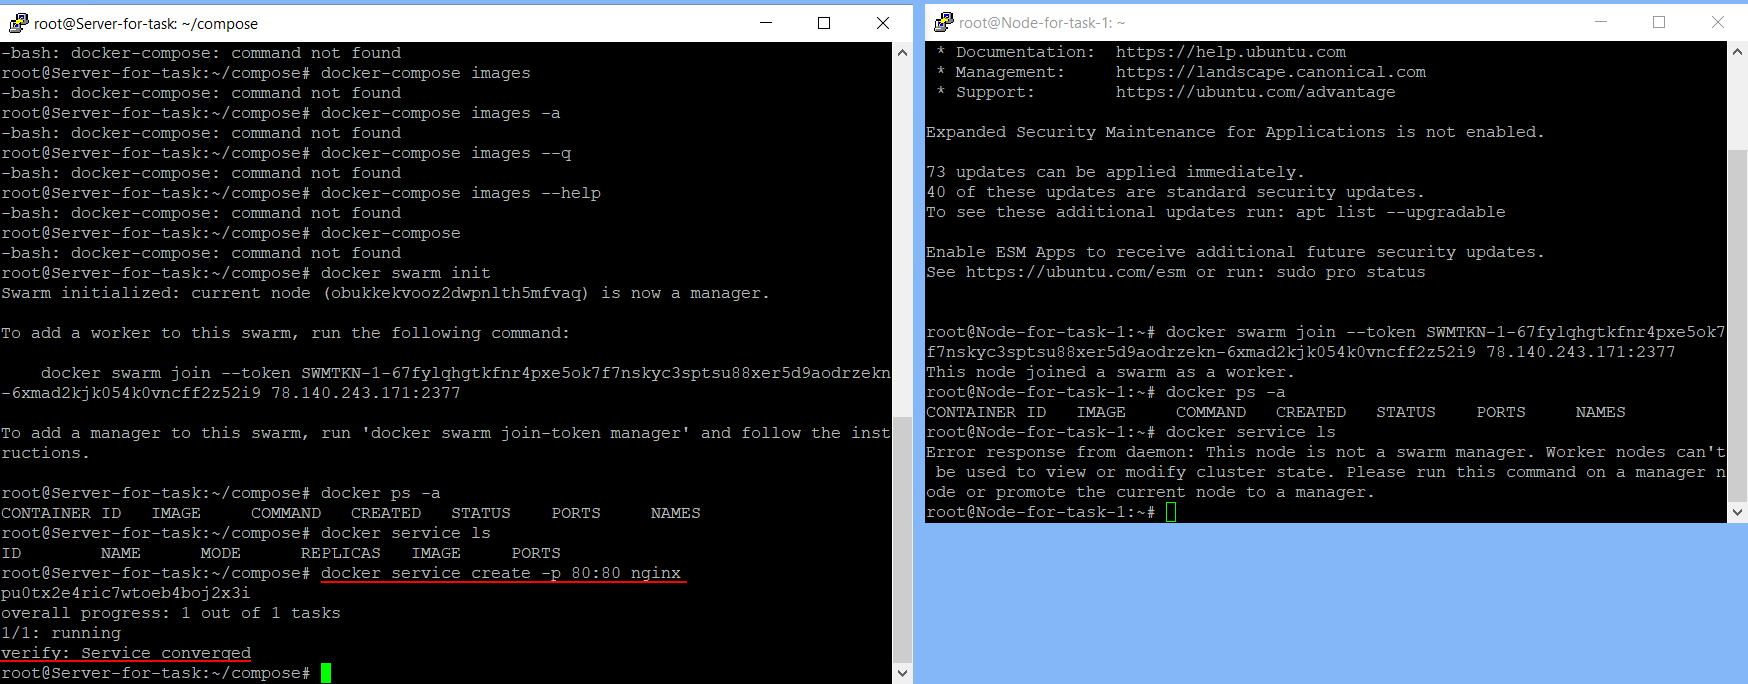 root@Server-for-task: ~/compose
-bash: docker-compose: command not found
root@Server-for-task:~/compose# docker-compose images
-bash: docker-compose: command not found
root@Server-for-task:~/compose# docker-compose images -a
-bash: docker-compose: command not found
root@Server-for-task:~/compose# docker-compose images --q
-bash: docker-compose: command not found
root@Server-for-task:~/compose# docker-compose images --help
-bash: docker-compose: command not found
root@Server-for-task:~/compose# docker-compose
-bash: docker-compose: command not found
root@Server-for-task:~/compose# docker swarm init
Swarm initialized: current node (obukkekvooz2dwpnlth5mfvaq) is now a manager.
To add a worker to this swarm, run the following command:
docker swarm join --token SWMTKN-1-67fylqhgtkfnr4pxe5ok7f7nskyc3sptsu88xer5d9aodrzekn
-6xmad2kjk054k0vncff2z52i9 78.140.243.171:2377
To add a manager to this swarm, run 'docker swarm join-token manager' and follow the inst
ructions.
root@Server-for-task:~/compose# docker ps -a
CONTAINER ID   IMAGE     COMMAND   CREATED   STATUS    PORTS     NAMES
root@Server-for-task:~/compose# docker service ls
ID        NAME      MODE      REPLICAS   IMAGE     PORTS
root@Server-for-task:~/compose# docker service create -p 80:80 nginx
pu0tx2e4ric7wtoeb4boj2x3i
overall progress: 1 out of 1 tasks
1/1: running
verify: Service converged
root@Server-for-task:~/compose#
root@Node-for-task-1: ~
* Documentation:  https://help.ubuntu.com
* Management:     https://landscape.canonical.com
* Support:        https://ubuntu.com/advantage
Expanded Security Maintenance for Applications is not enabled.
73 updates can be applied immediately.
40 of these updates are standard security updates.
To see these additional updates run: apt list --upgradable
Enable ESM Apps to receive additional future security updates.
See https://ubuntu.com/esm or run: sudo pro status
root@Node-for-task-1:~# docker swarm join --token SWMTKN-1-67fylqhgtkfnr4pxe5ok7
f7nskyc3sptsu88xer5d9aodrzekn-6xmad2kjk054k0vncff2z52i9 78.140.243.171:2377
This node joined a swarm as a worker.
root@Node-for-task-1:~# docker ps -a
CONTAINER ID   IMAGE     COMMAND   CREATED   STATUS    PORTS     NAMES
root@Node-for-task-1:~# docker service ls
Error response from daemon: This node is not a swarm manager. Worker nodes can't
be used to view or modify cluster state. Please run this command on a manager n
ode or promote the current node to a manager.
root@Node-for-task-1:~#